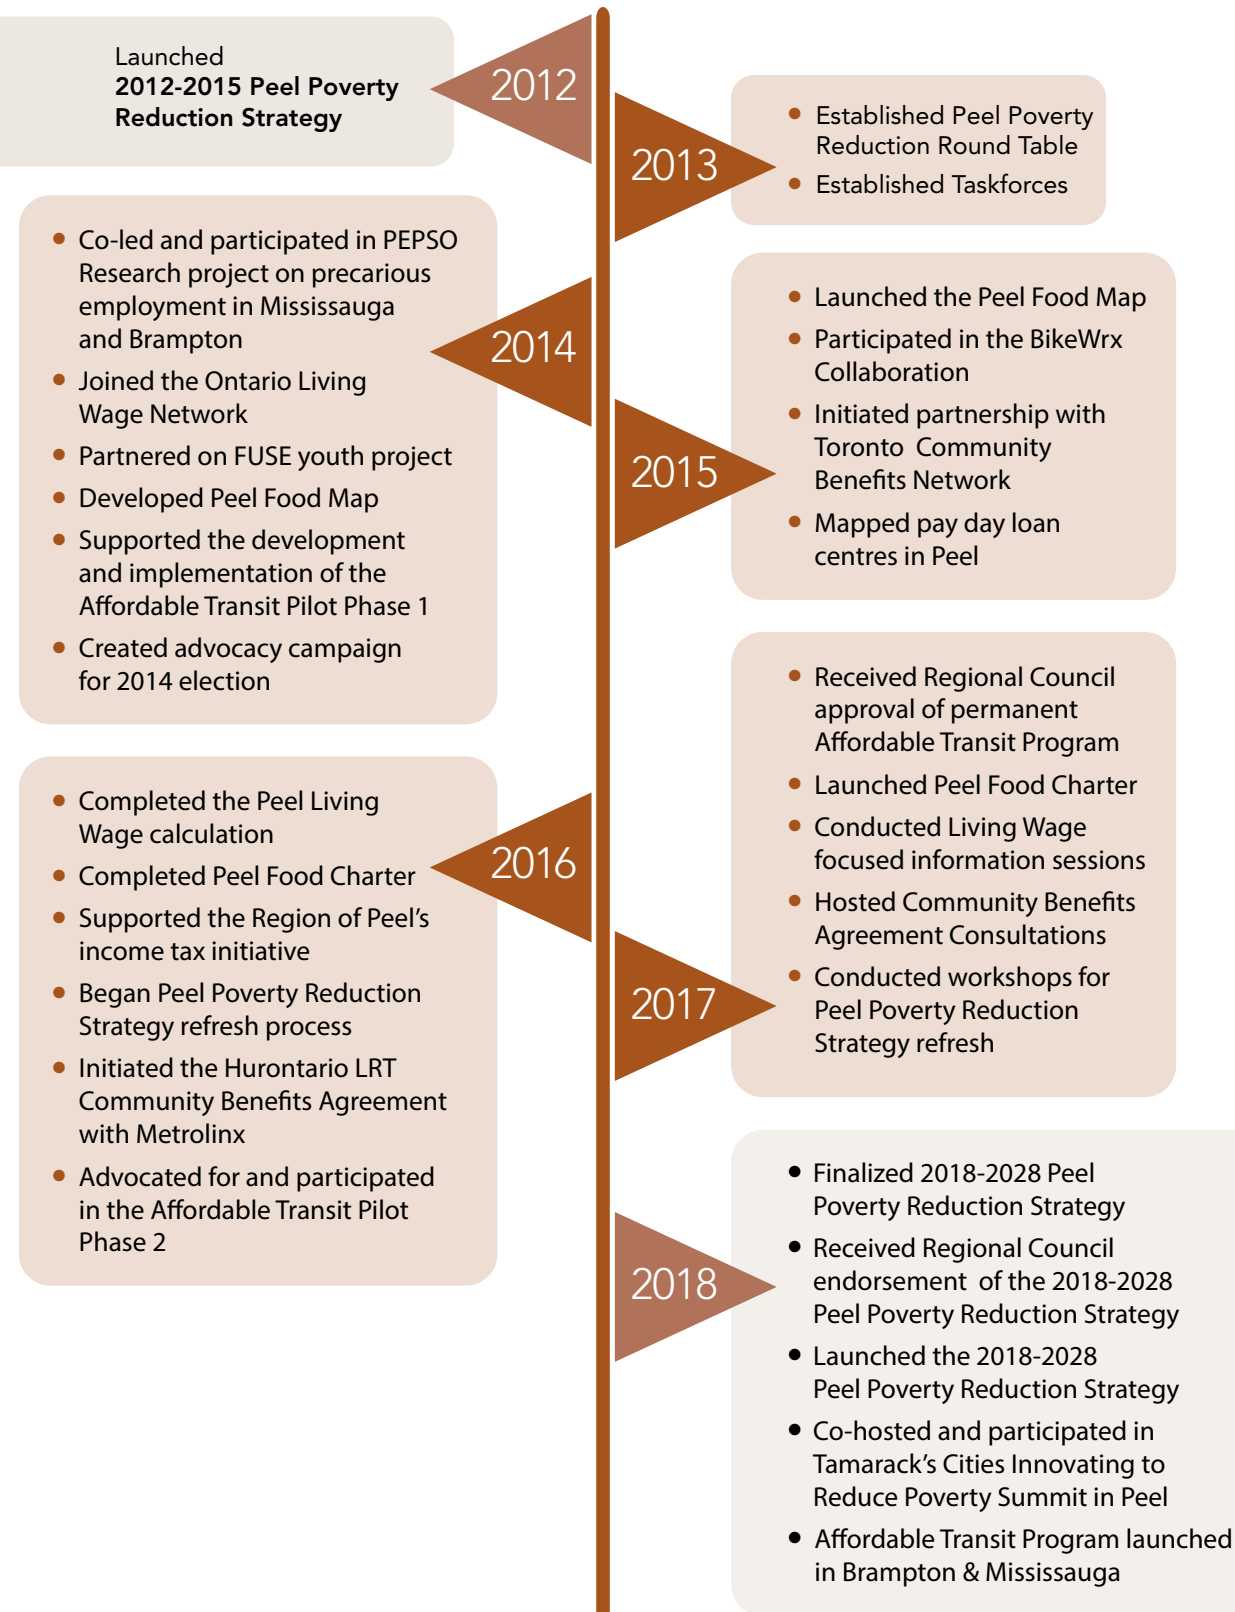 Launched
2012-2015 Peel Poverty
Reduction Strategy
2012
2013
• Established Peel Poverty
Reduction Round Table
• Established Taskforces
• Co-led and participated in PEPSO
Research project on precarious
employment in Mississauga
and Brampton
• Joined the Ontario Living
Wage Network
• Partnered on FUSE youth project
• Developed Peel Food Map
• Supported the development
and implementation of the
Affordable Transit Pilot Phase 1
• Created advocacy campaign
for 2014 election
2014
2015
• Launched the Peel Food Map
• Participated in the BikeWrx
Collaboration
• Initiated partnership with
Toronto Community
Benefits Network
• Mapped pay day loan
centres in Peel
• Completed the Peel Living
Wage calculation
• Completed Peel Food Charter
• Supported the Region of Peel's
income tax initiative
• Began Peel Poverty Reduction
Strategy refresh process
• Initiated the Hurontario LRT
Community Benefits Agreement
with Metrolinx
• Advocated for and participated
in the Affordable Transit Pilot
Phase 2
2016
2017
• Received Regional Council
approval of permanent
Affordable Transit Program
• Launched Peel Food Charter
• Conducted Living Wage
focused information sessions
• Hosted Community Benefits
Agreement Consultations
• Conducted workshops for
Peel Poverty Reduction
Strategy refresh
2018
• Finalized 2018-2028 Peel
Poverty Reduction Strategy
• Received Regional Council
endorsement of the 2018-2028
Peel Poverty Reduction Strategy
• Launched the 2018-2028
Peel Poverty Reduction Strategy
• Co-hosted and participated in
Tamarack's Cities Innovating to
Reduce Poverty Summit in Peel
• Affordable Transit Program launched
in Brampton & Mississauga